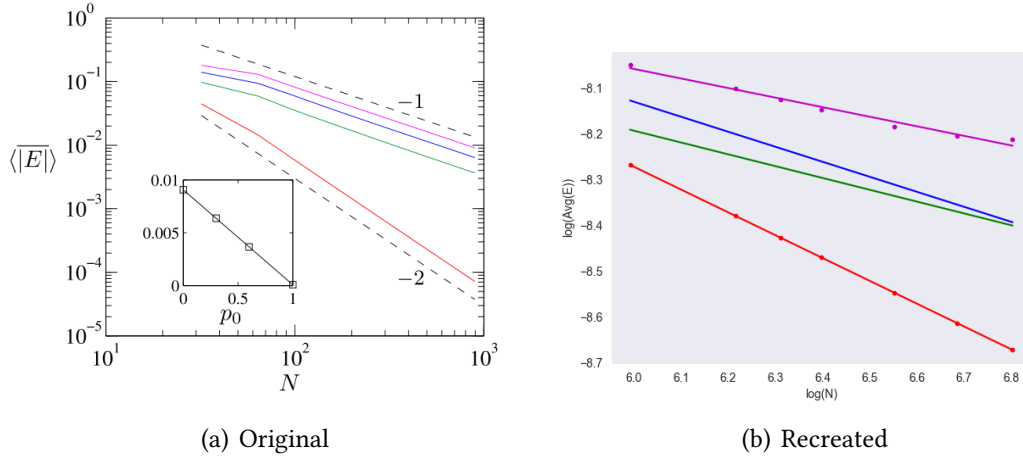 10^0
10^-1
10^-2
⟨|E|⟩
10^-3
10^-4
10^-5
−1
−2
0.01
0.005
0
0 0.5 1
p_0
10^1 10^2 10^3
N
(a) Original
−8.1
−8.2
−8.3
−8.4
−8.5
−8.6
−8.7
log(Avg(E))
6.0 6.1 6.2 6.3 6.4 6.5 6.6 6.7 6.8
log(N)
(b) Recreated